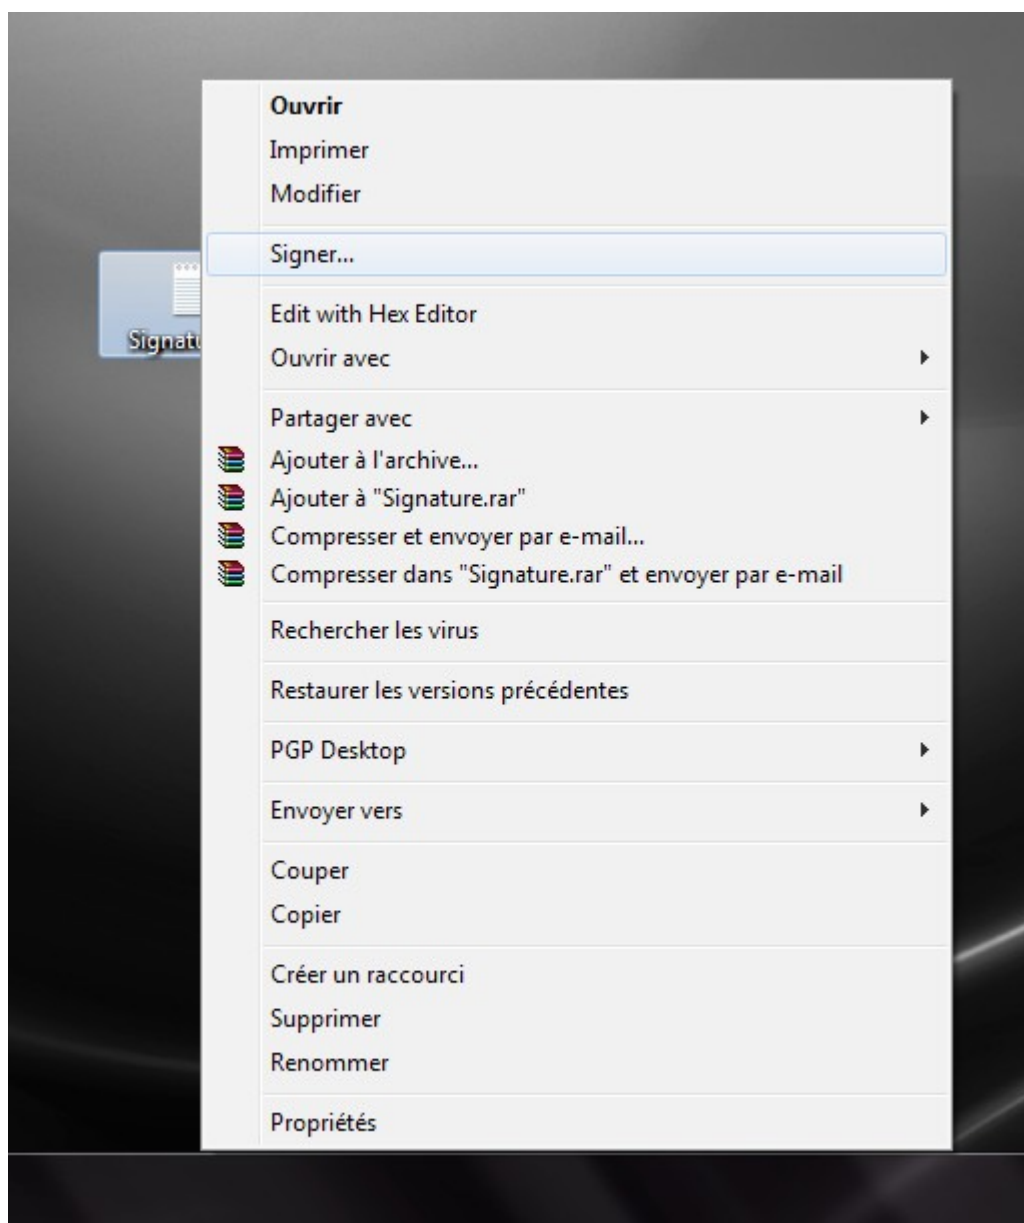 Ouvrir
Imprimer
Modifier
Signer...
Edit with Hex Editor
Ouvrir avec
Partager avec
Ajouter à l'archive...
Ajouter à "Signature.rar"
Compresser et envoyer par e-mail...
Compresser dans "Signature.rar" et envoyer par e-mail
Rechercher les virus
Restaurer les versions précédentes
PGP Desktop
Envoyer vers
Couper
Copier
Créer un raccourci
Supprimer
Renommer
Propriétés